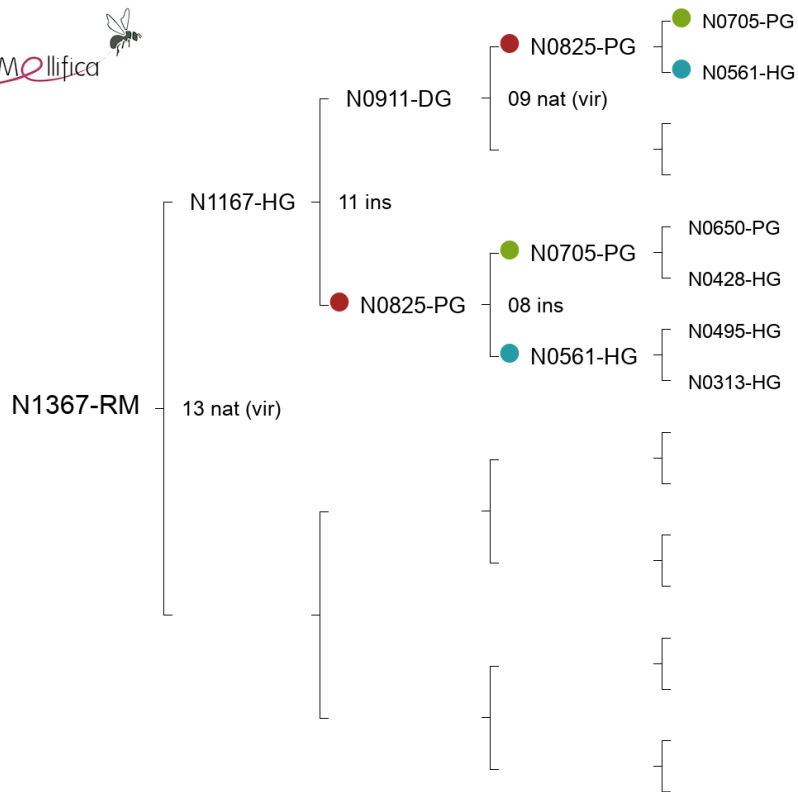 Mellifica
N0705-PG
N0825-PG
N0561-HG
N0911-DG
09 nat (vir)
N1167-HG
11 ins
N0650-PG
N0705-PG
N0428-HG
N0825-PG
08 ins
N0495-HG
N0561-HG
N0313-HG
N1367-RM
13 nat (vir)